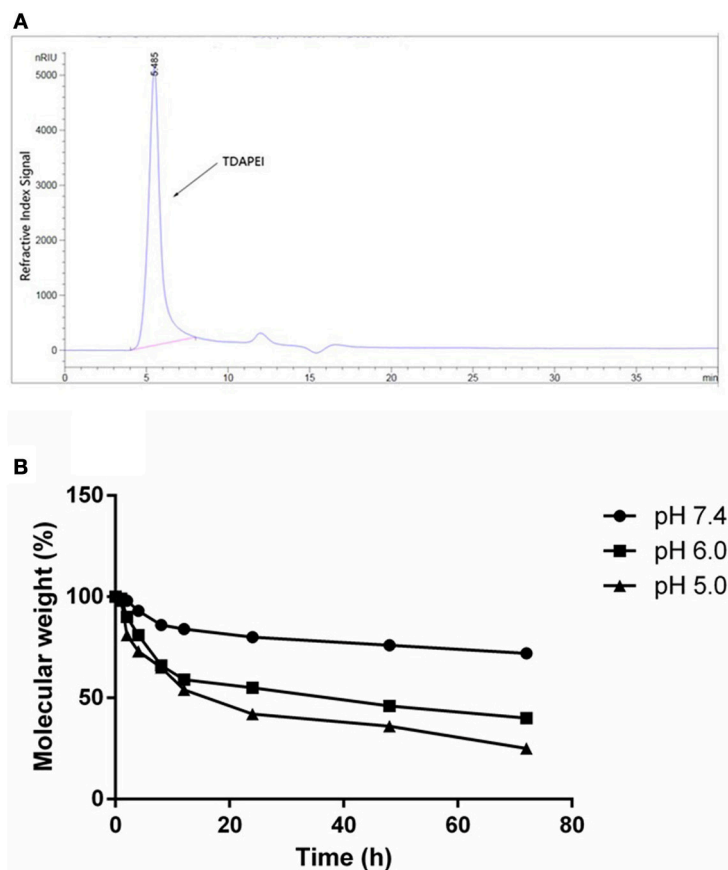 A
nRIU
5.485
5000
4000
TDAPEI
3000
Refractive Index Signal
2000
1000
0
0 5 10 15 20 25 30 35 min
B
150
pH 7.4
pH 6.0
100
pH 5.0
Molecular weight (%)
50
0
0 20 40 60 80
Time (h)